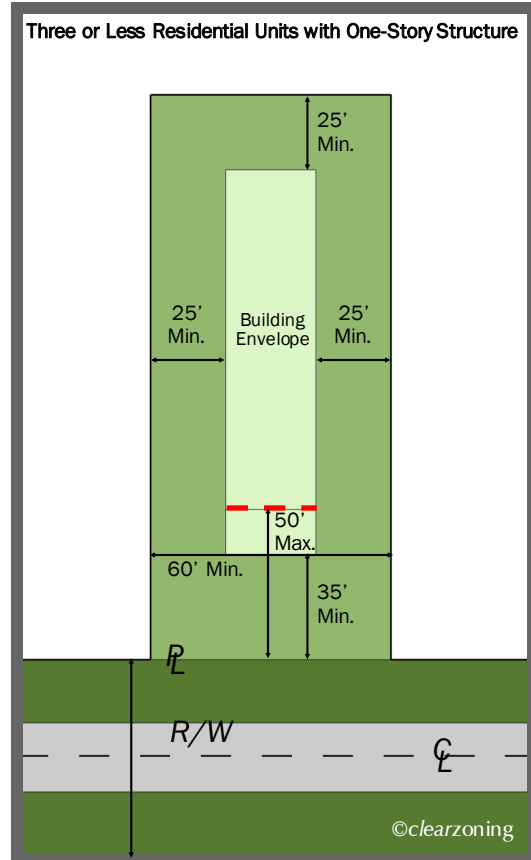 Three or Less Residential Units with One-Story Structure
25’
Min.
25’
Min.
Building
Envelope
25’
Min.
50’
Max.
60’ Min.
35’
Min.
PL
R/W
CL
©clearzoning